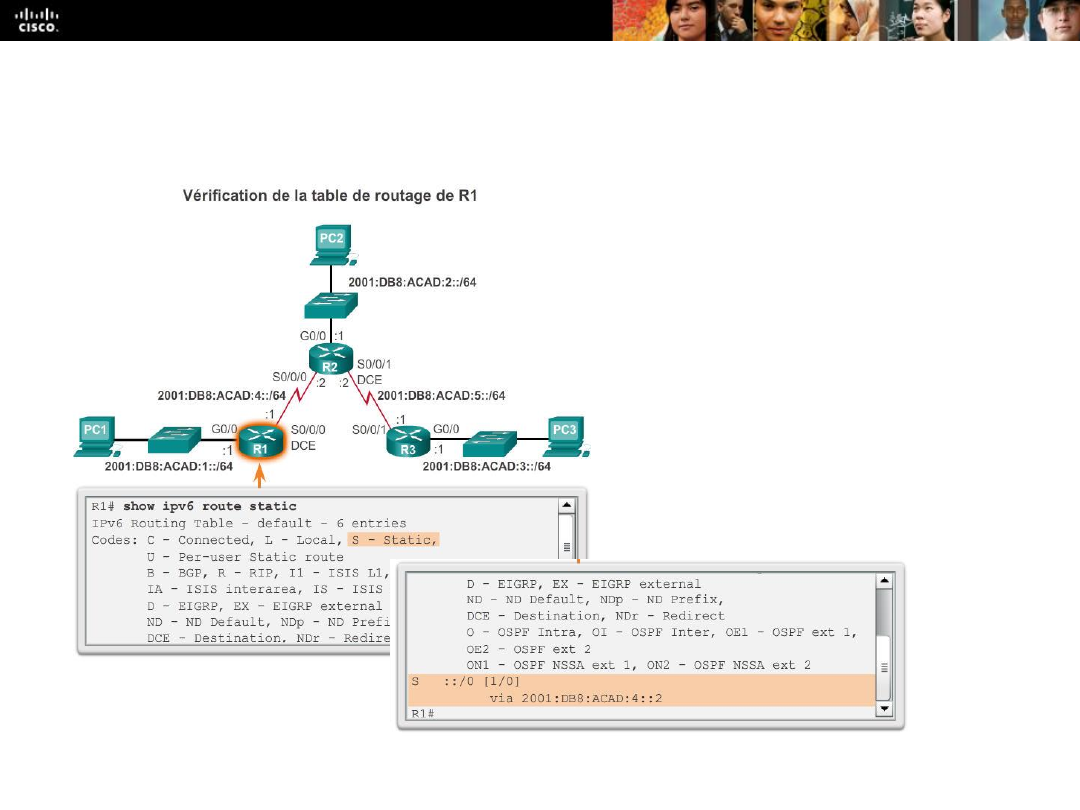 CISCO.
Vérification de la table de routage de R1
PC2
2001:DB8:ACAD:2::/64
G0/0 :1
R2
S0/0/1
S0/0/0 :2 :2 DCE
2001:DB8:ACAD:4::/64
2001:DB8:ACAD:5::/64
:1
:1
PC1
G0/0
S0/0/0
S0/0/1
G0/0
PC3
:1
R1
DCE
R3
:1
2001:DB8:ACAD:1::/64
2001:DB8:ACAD:3::/64
R1# show ipv6 route static
IPv6 Routing Table - default - 6 entries
Codes: C - Connected, L - Local, S - Static,
U - Per-user Static route
B - BGP, R - RIP, I1 - ISIS L1,
IA - ISIS interarea, IS - ISIS
D - EIGRP, EX - EIGRP external
ND - ND Default, NDp - ND Prefi
DCE - Destination, NDr - Redire
D - EIGRP, EX - EIGRP external
ND - ND Default, NDp - ND Prefix,
DCE - Destination, NDr - Redirect
O - OSPF Intra, OI - OSPF Inter, OE1 - OSPF ext 1,
OE2 - OSPF ext 2
ON1 - OSPF NSSA ext 1, ON2 - OSPF NSSA ext 2
S ::/0 [1/0]
via 2001:DB8:ACAD:4::2
R1#